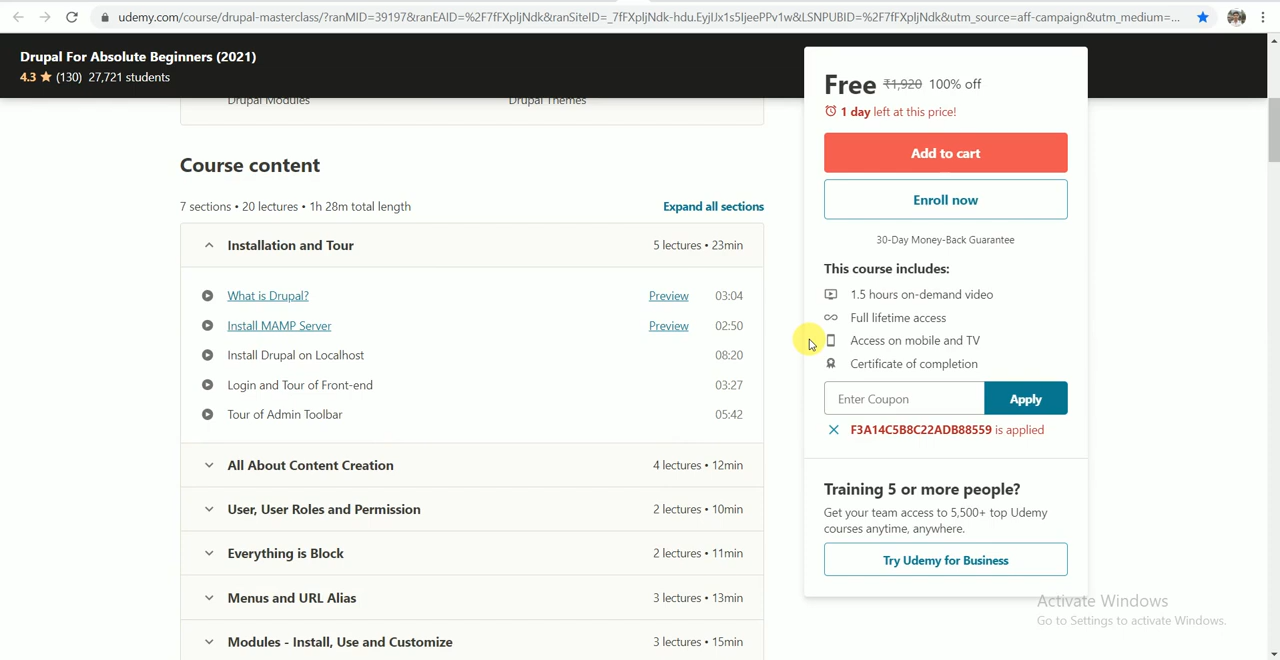 udemy.com/course/drupal-masterclass/?ranMID=39197&ranEAID=%2F7fFXpljNdk&ranSiteID=_7fFXpljNdk-hdu.EyjIJx1s5IjeePPv1w&LSNPUBID=%2F7fFXpljNdk&utm_source=aff-campaign&utm_medium=...
Drupal For Absolute Beginners (2021)
4.3 ★ (130) 27,721 students
Drupal Modules Drupal Themes
Course content
7 sections • 20 lectures • 1h 28m total length Expand all sections
Installation and Tour 5 lectures • 23min
What is Drupal? Preview 03:04
Install MAMP Server Preview 02:50
Install Drupal on Localhost 08:20
Login and Tour of Front-end 03:27
Tour of Admin Toolbar 05:42
All About Content Creation 4 lectures • 12min
User, User Roles and Permission 2 lectures • 10min
Everything is Block 2 lectures • 11min
Menus and URL Alias 3 lectures • 13min
Modules - Install, Use and Customize 3 lectures • 15min
Free ₹1,920 100% off
1 day left at this price!
Add to cart
Enroll now
30-Day Money-Back Guarantee
This course includes:
1.5 hours on-demand video
Full lifetime access
Access on mobile and TV
Certificate of completion
Enter Coupon Apply
F3A14C5B8C22ADB88559 is applied
Training 5 or more people?
Get your team access to 5,500+ top Udemy
courses anytime, anywhere.
Try Udemy for Business
Activate Windows
Go to Settings to activate Windows.